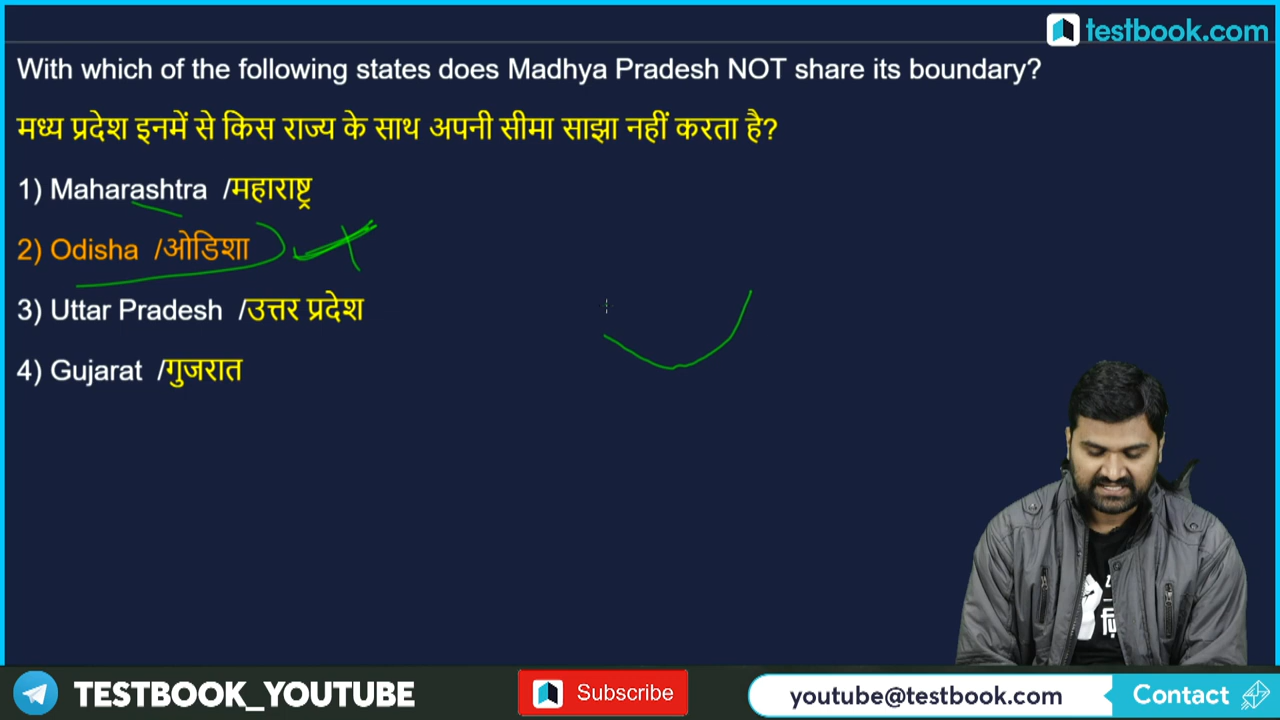 testbook.com
With which of the following states does Madhya Pradesh NOT share its boundary?
मध्य प्रदेश इनमें से किस राज्य के साथ अपनी सीमा साझा नहीं करता है?
1) Maharashtra /महाराष्ट्र
2) Odisha /ओडिशा
3) Uttar Pradesh /उत्तर प्रदेश
4) Gujarat /गुजरात
TESTBOOK_YOUTUBE
Subscribe
youtube@testbook.com
Contact